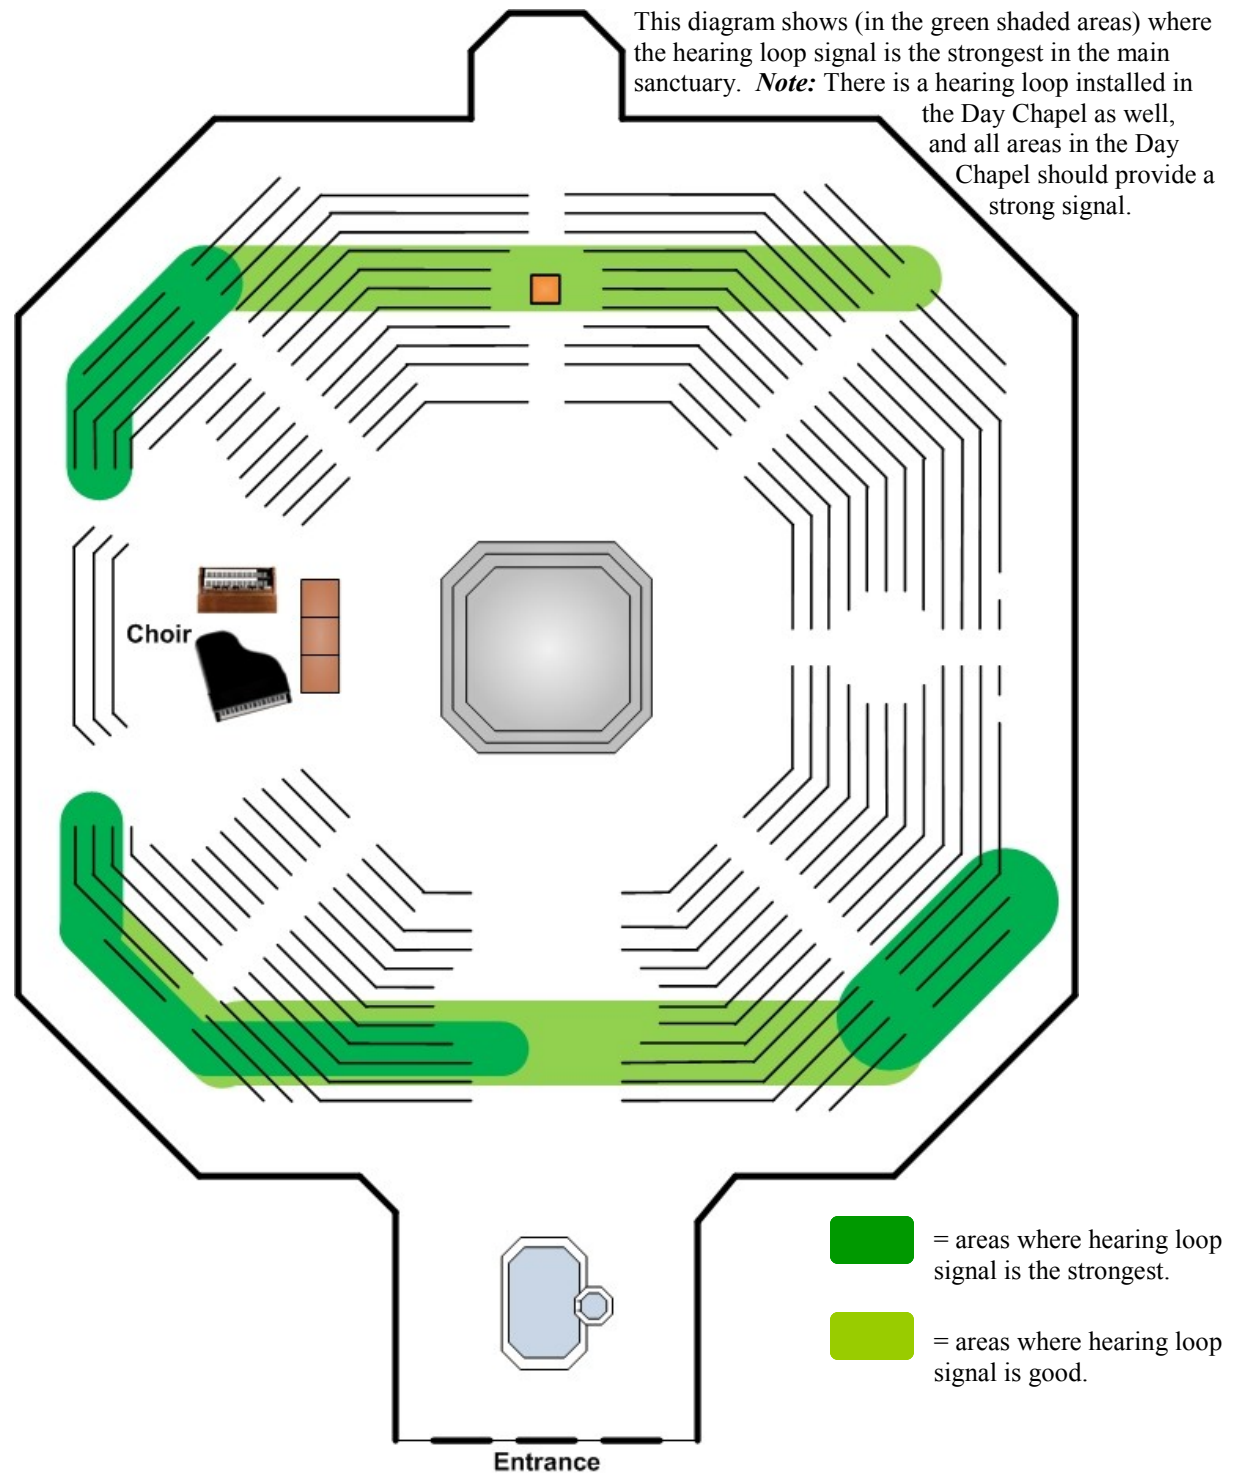 This diagram shows (in the green shaded areas) where
the hearing loop signal is the strongest in the main
sanctuary.  Note: There is a hearing loop installed in
the Day Chapel as well,
and all areas in the Day
Chapel should provide a
strong signal.
Choir
= areas where hearing loop
signal is the strongest.
= areas where hearing loop
signal is good.
Entrance